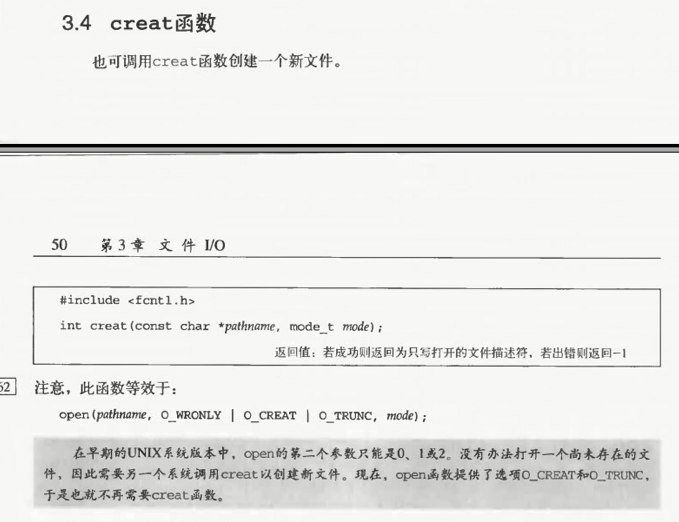 3.4 creat函数
也可调用creat函数创建一个新文件。
50 第3章 文件 I/O
#include <fcntl.h>
int creat(const char *pathname, mode_t mode);
返回值：若成功则返回为只写打开的文件描述符，若出错则返回-1
62 注意，此函数等效于：
open(pathname, O_WRONLY | O_CREAT | O_TRUNC, mode);
在早期的UNIX系统版本中，open的第二个参数只能是0、1或2。没有办法打开一个尚未存在的文
件，因此需要另一个系统调用creat以创建新文件。现在，open函数提供了选项O_CREAT和O_TRUNC，
于是也就不再需要creat函数。